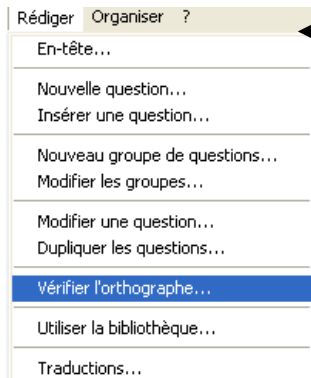 Rédiger Organiser ?
En-tête...
Nouvelle question...
Insérer une question...
Nouveau groupe de questions...
Modifier les groupes...
Modifier une question...
Dupliquer les questions...
Vérifier l'orthographe...
Utiliser la bibliothèque...
Traductions...